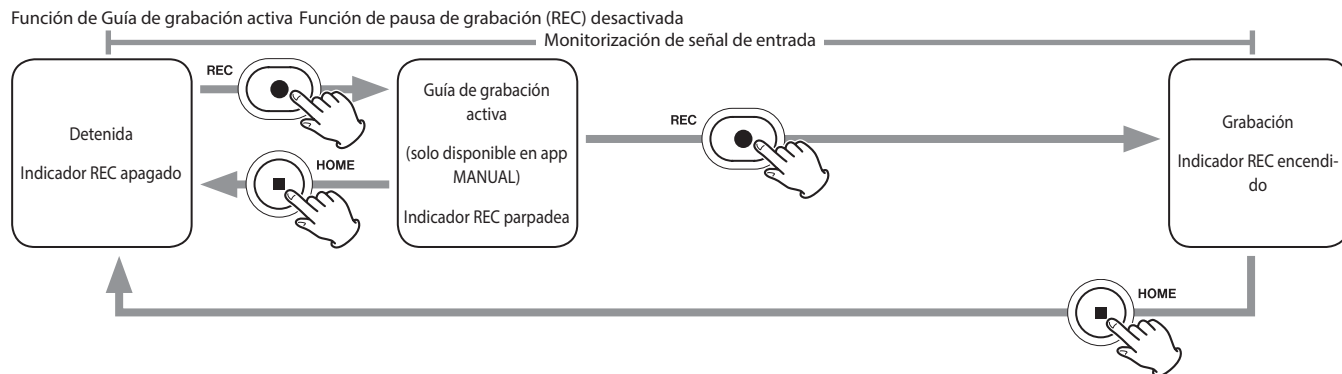 Función de Guía de grabación activa Función de pausa de grabación (REC) desactivada
Monitorización de señal de entrada
REC
Detenida
Indicador REC apagado
HOME
Guía de grabación
activa
(solo disponible en app
MANUAL)
Indicador REC parpadea
REC
Grabación
Indicador REC encendi-
do
HOME